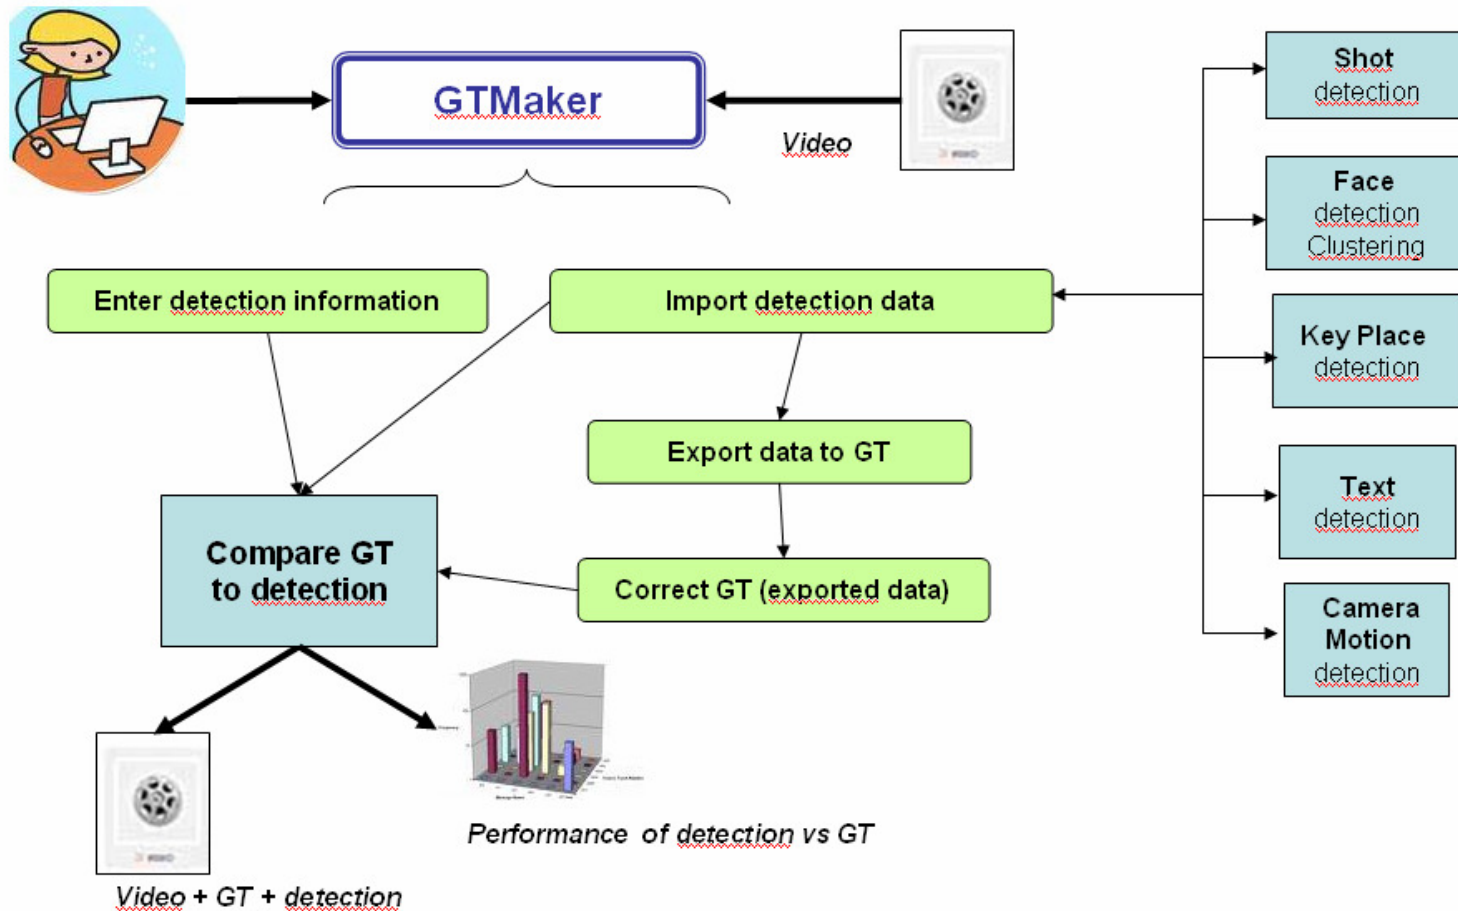 GTMaker
Video
Shot
detection
Face
detection
Clustering
Enter detection information
Import detection data
Key Place
detection
Export data to GT
Text
detection
Compare GT
to detection
Correct GT (exported data)
Camera
Motion
detection
Performance of detection vs GT
Video + GT + detection